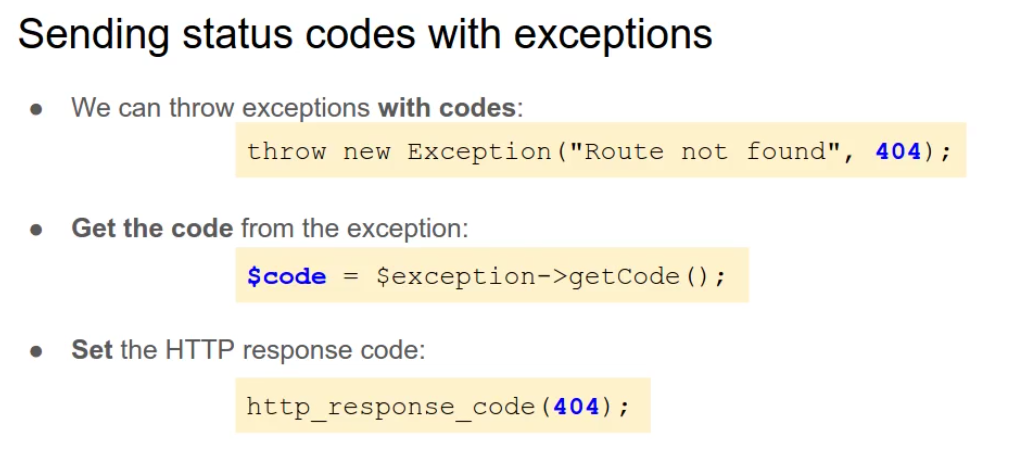 Sending status codes with exceptions
● We can throw exceptions with codes:
throw new Exception("Route not found", 404);
● Get the code from the exception:
$code = $exception->getCode();
● Set the HTTP response code:
http_response_code(404);